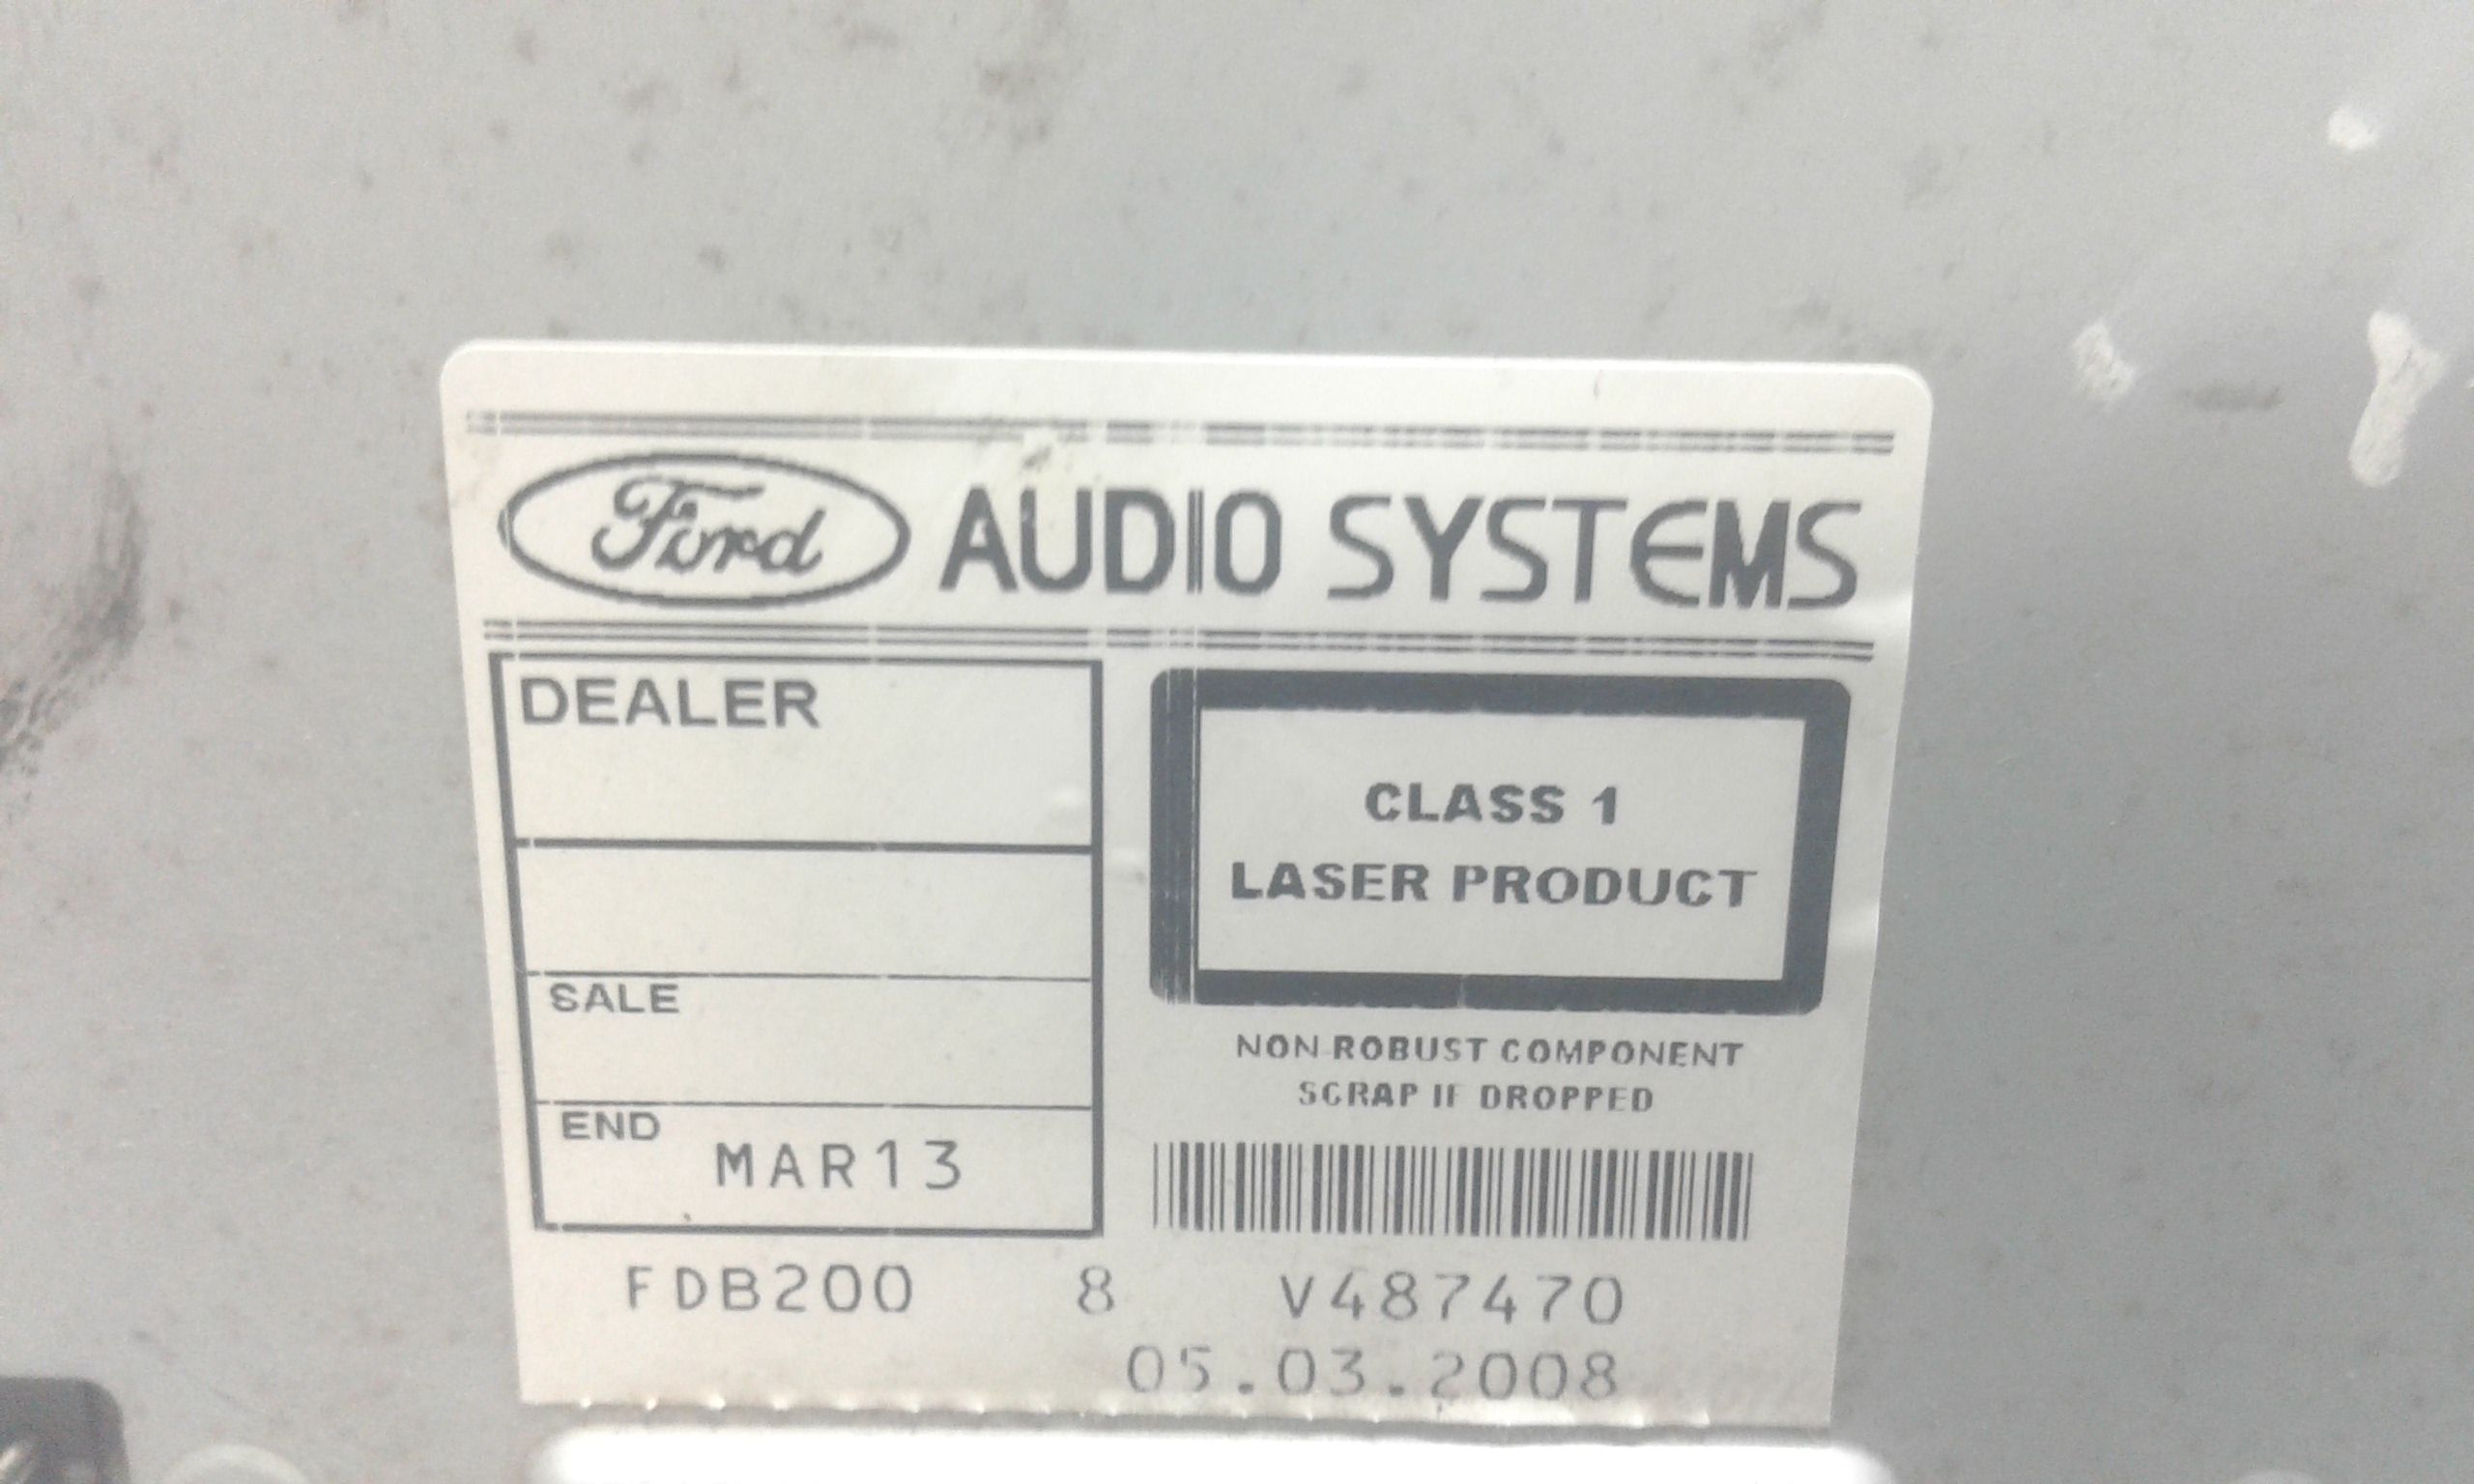 Ford AUDIO SYSTEMS
DEALER
CLASS 1
LASER PRODUCT
SALE
NON-ROBUST COMPONENT
SCRAP IF DROPPED
END MAR13
FDB200 8 V487470
05.03.2008